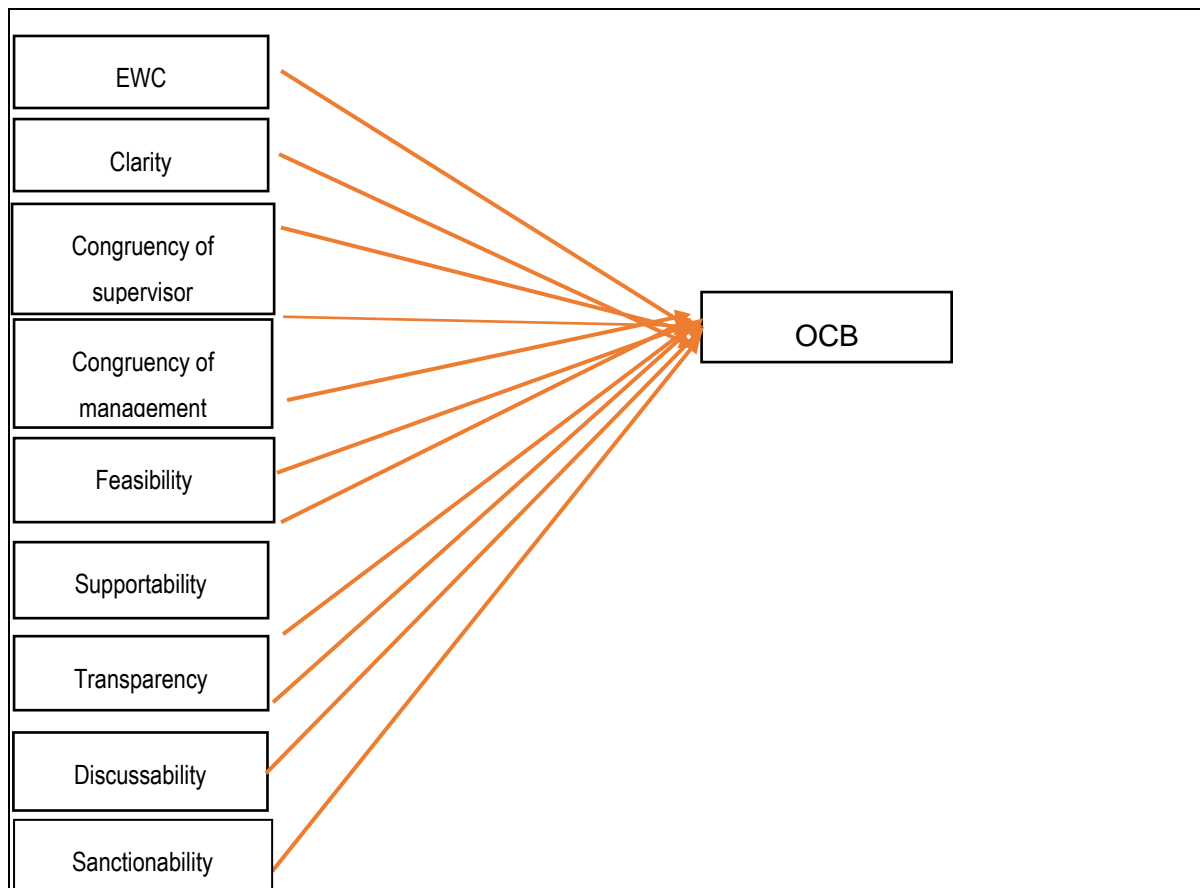 EWC
Clarity
Congruency of
supervisor
Congruency of
management
Feasibility
Supportability
Transparency
Discussability
Sanctionability
OCB